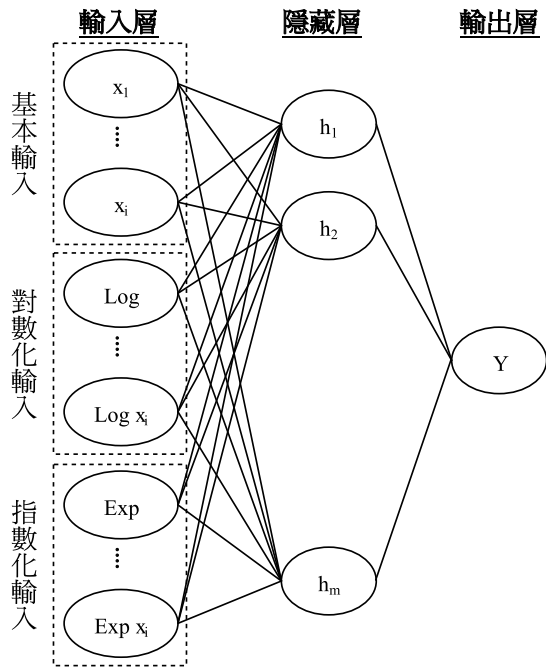 輸入層
隱藏層
輸出層
基本輸入
x1
⋮
xi
對數化輸入
Log
⋮
Log xi
指數化輸入
Exp
⋮
Exp xi
h1
h2
hm
Y